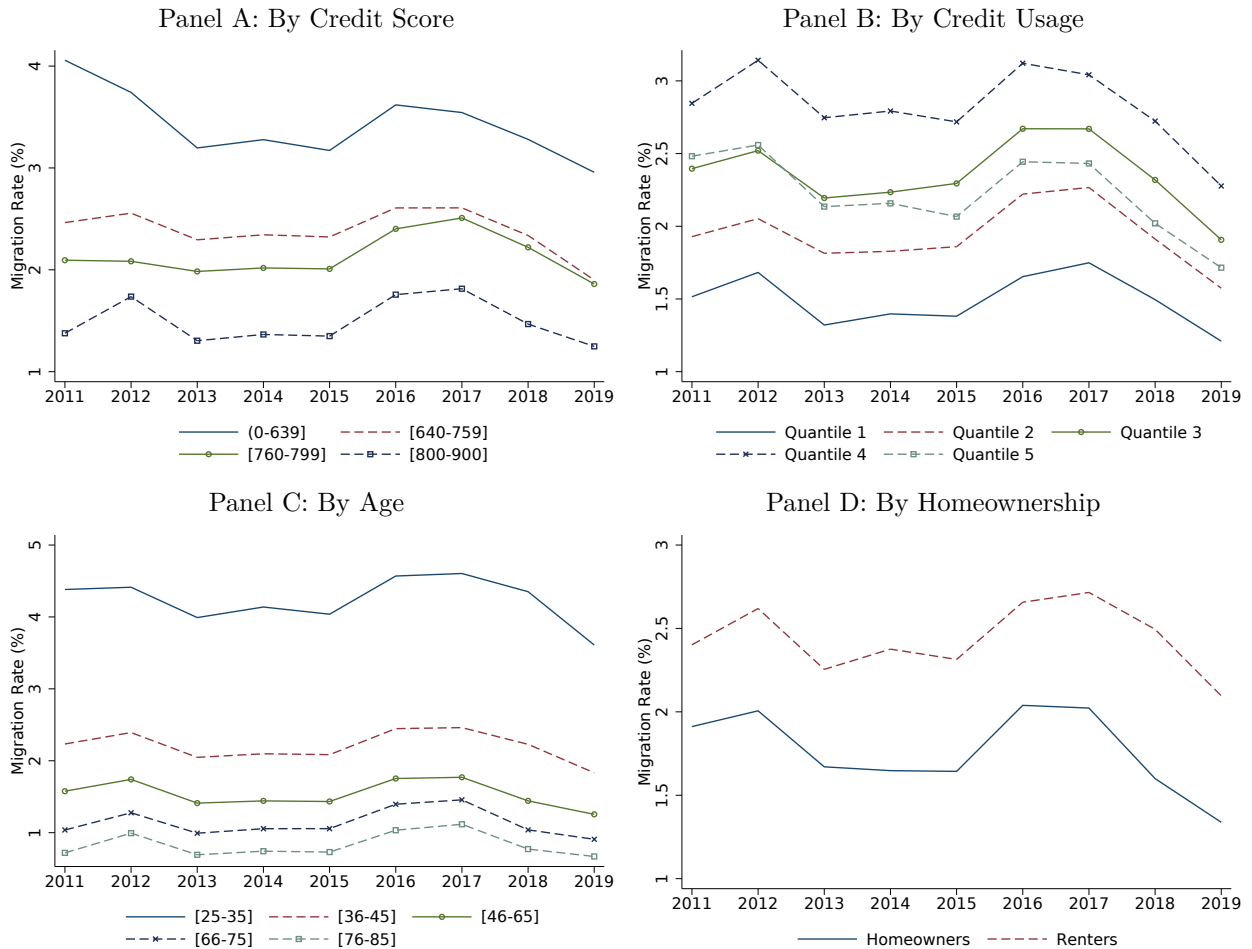 Panel A: By Credit Score
Migration Rate (%)
4
3
2
1
2011 2012 2013 2014 2015 2016 2017 2018 2019
(0-639] [640-759]
[760-799] [800-900]
Panel B: By Credit Usage
Migration Rate (%)
3
2.5
2
1.5
1
2011 2012 2013 2014 2015 2016 2017 2018 2019
Quantile 1 Quantile 2 Quantile 3
Quantile 4 Quantile 5
Panel C: By Age
Migration Rate (%)
5
4
3
2
1
2011 2012 2013 2014 2015 2016 2017 2018 2019
[25-35] [36-45] [46-65]
[66-75] [76-85]
Panel D: By Homeownership
Migration Rate (%)
3
2.5
2
1.5
1
2011 2012 2013 2014 2015 2016 2017 2018 2019
Homeowners Renters